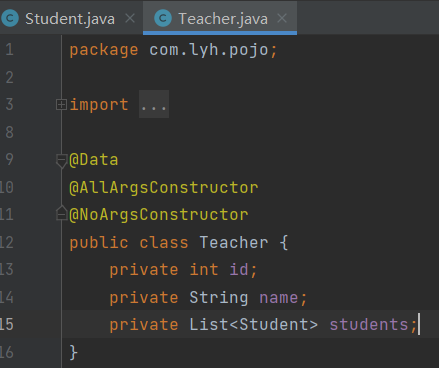 Student.java × Teacher.java ×
1 package com.lyh.pojo;
2
3 import ...
8
9 @Data
10 @AllArgsConstructor
11 @NoArgsConstructor
12 public class Teacher {
13 private int id;
14 private String name;
15 private List<Student> students;
16 }